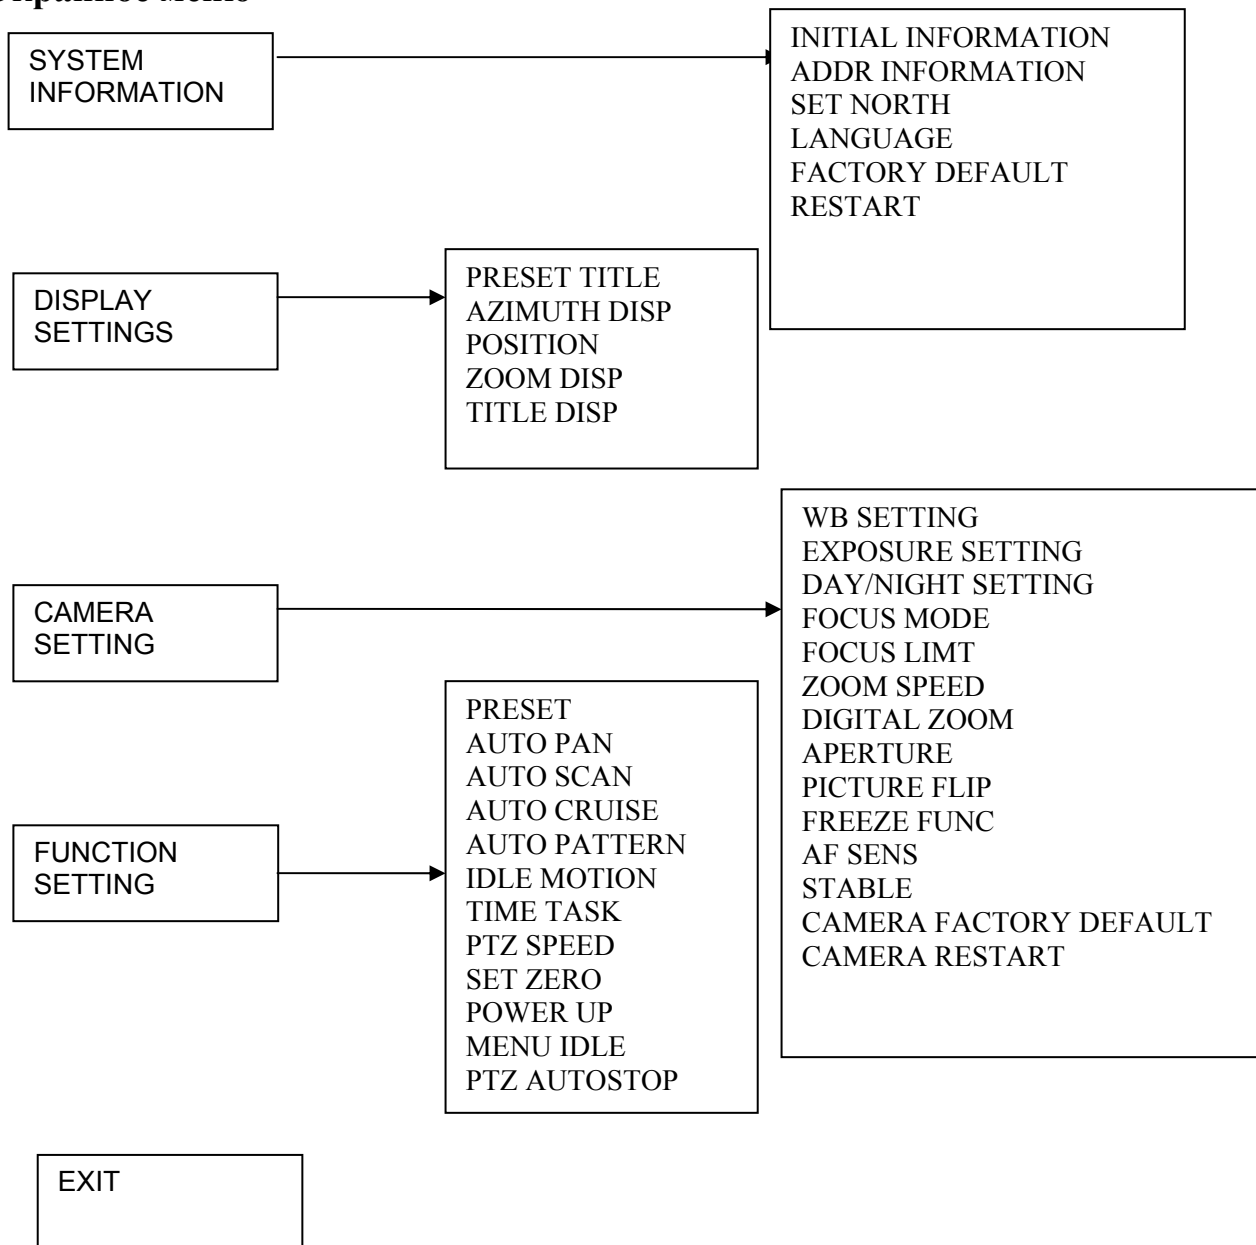 Экранное меню
SYSTEM
INFORMATION
INITIAL INFORMATION
ADDR INFORMATION
SET NORTH
LANGUAGE
FACTORY DEFAULT
RESTART
DISPLAY
SETTINGS
PRESET TITLE
AZIMUTH DISP
POSITION
ZOOM DISP
TITLE DISP
CAMERA
SETTING
WB SETTING
EXPOSURE SETTING
DAY/NIGHT SETTING
FOCUS MODE
FOCUS LIMT
ZOOM SPEED
DIGITAL ZOOM
APERTURE
PICTURE FLIP
FREEZE FUNC
AF SENS
STABLE
CAMERA FACTORY DEFAULT
CAMERA RESTART
FUNCTION
SETTING
PRESET
AUTO PAN
AUTO SCAN
AUTO CRUISE
AUTO PATTERN
IDLE MOTION
TIME TASK
PTZ SPEED
SET ZERO
POWER UP
MENU IDLE
PTZ AUTOSTOP
EXIT